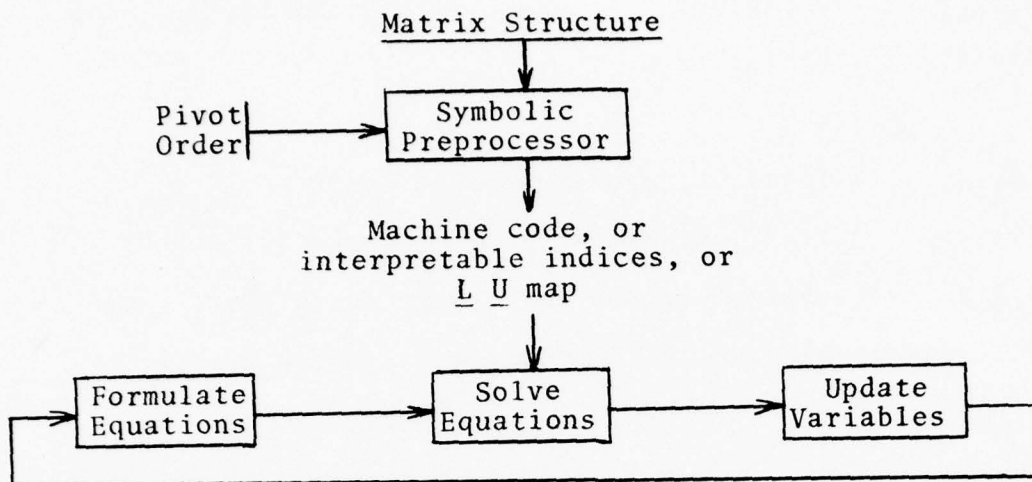 Matrix Structure
Pivot
Order
Symbolic
Preprocessor
Machine code, or
interpretable indices, or
L U map
Formulate
Equations
Solve
Equations
Update
Variables